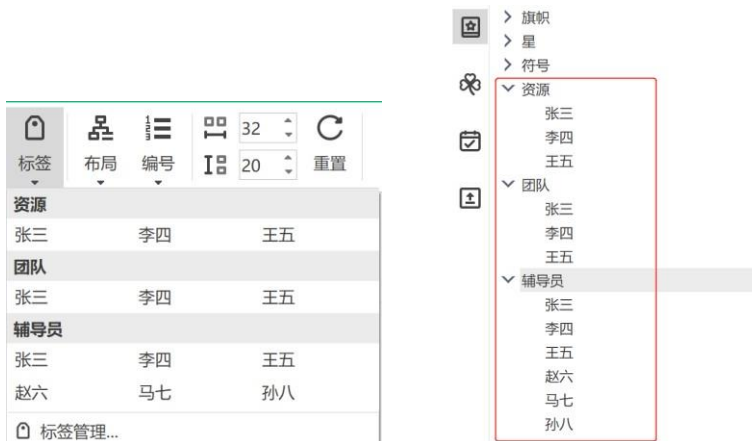 标签
布局
编号
32
20
重置
资源
张三 李四 王五
团队
张三 李四 王五
辅导员
张三 李四 王五
赵六 马七 孙八
标签管理...
旗帜
星
符号
资源
张三
李四
王五
团队
张三
李四
王五
辅导员
张三
李四
王五
赵六
马七
孙八